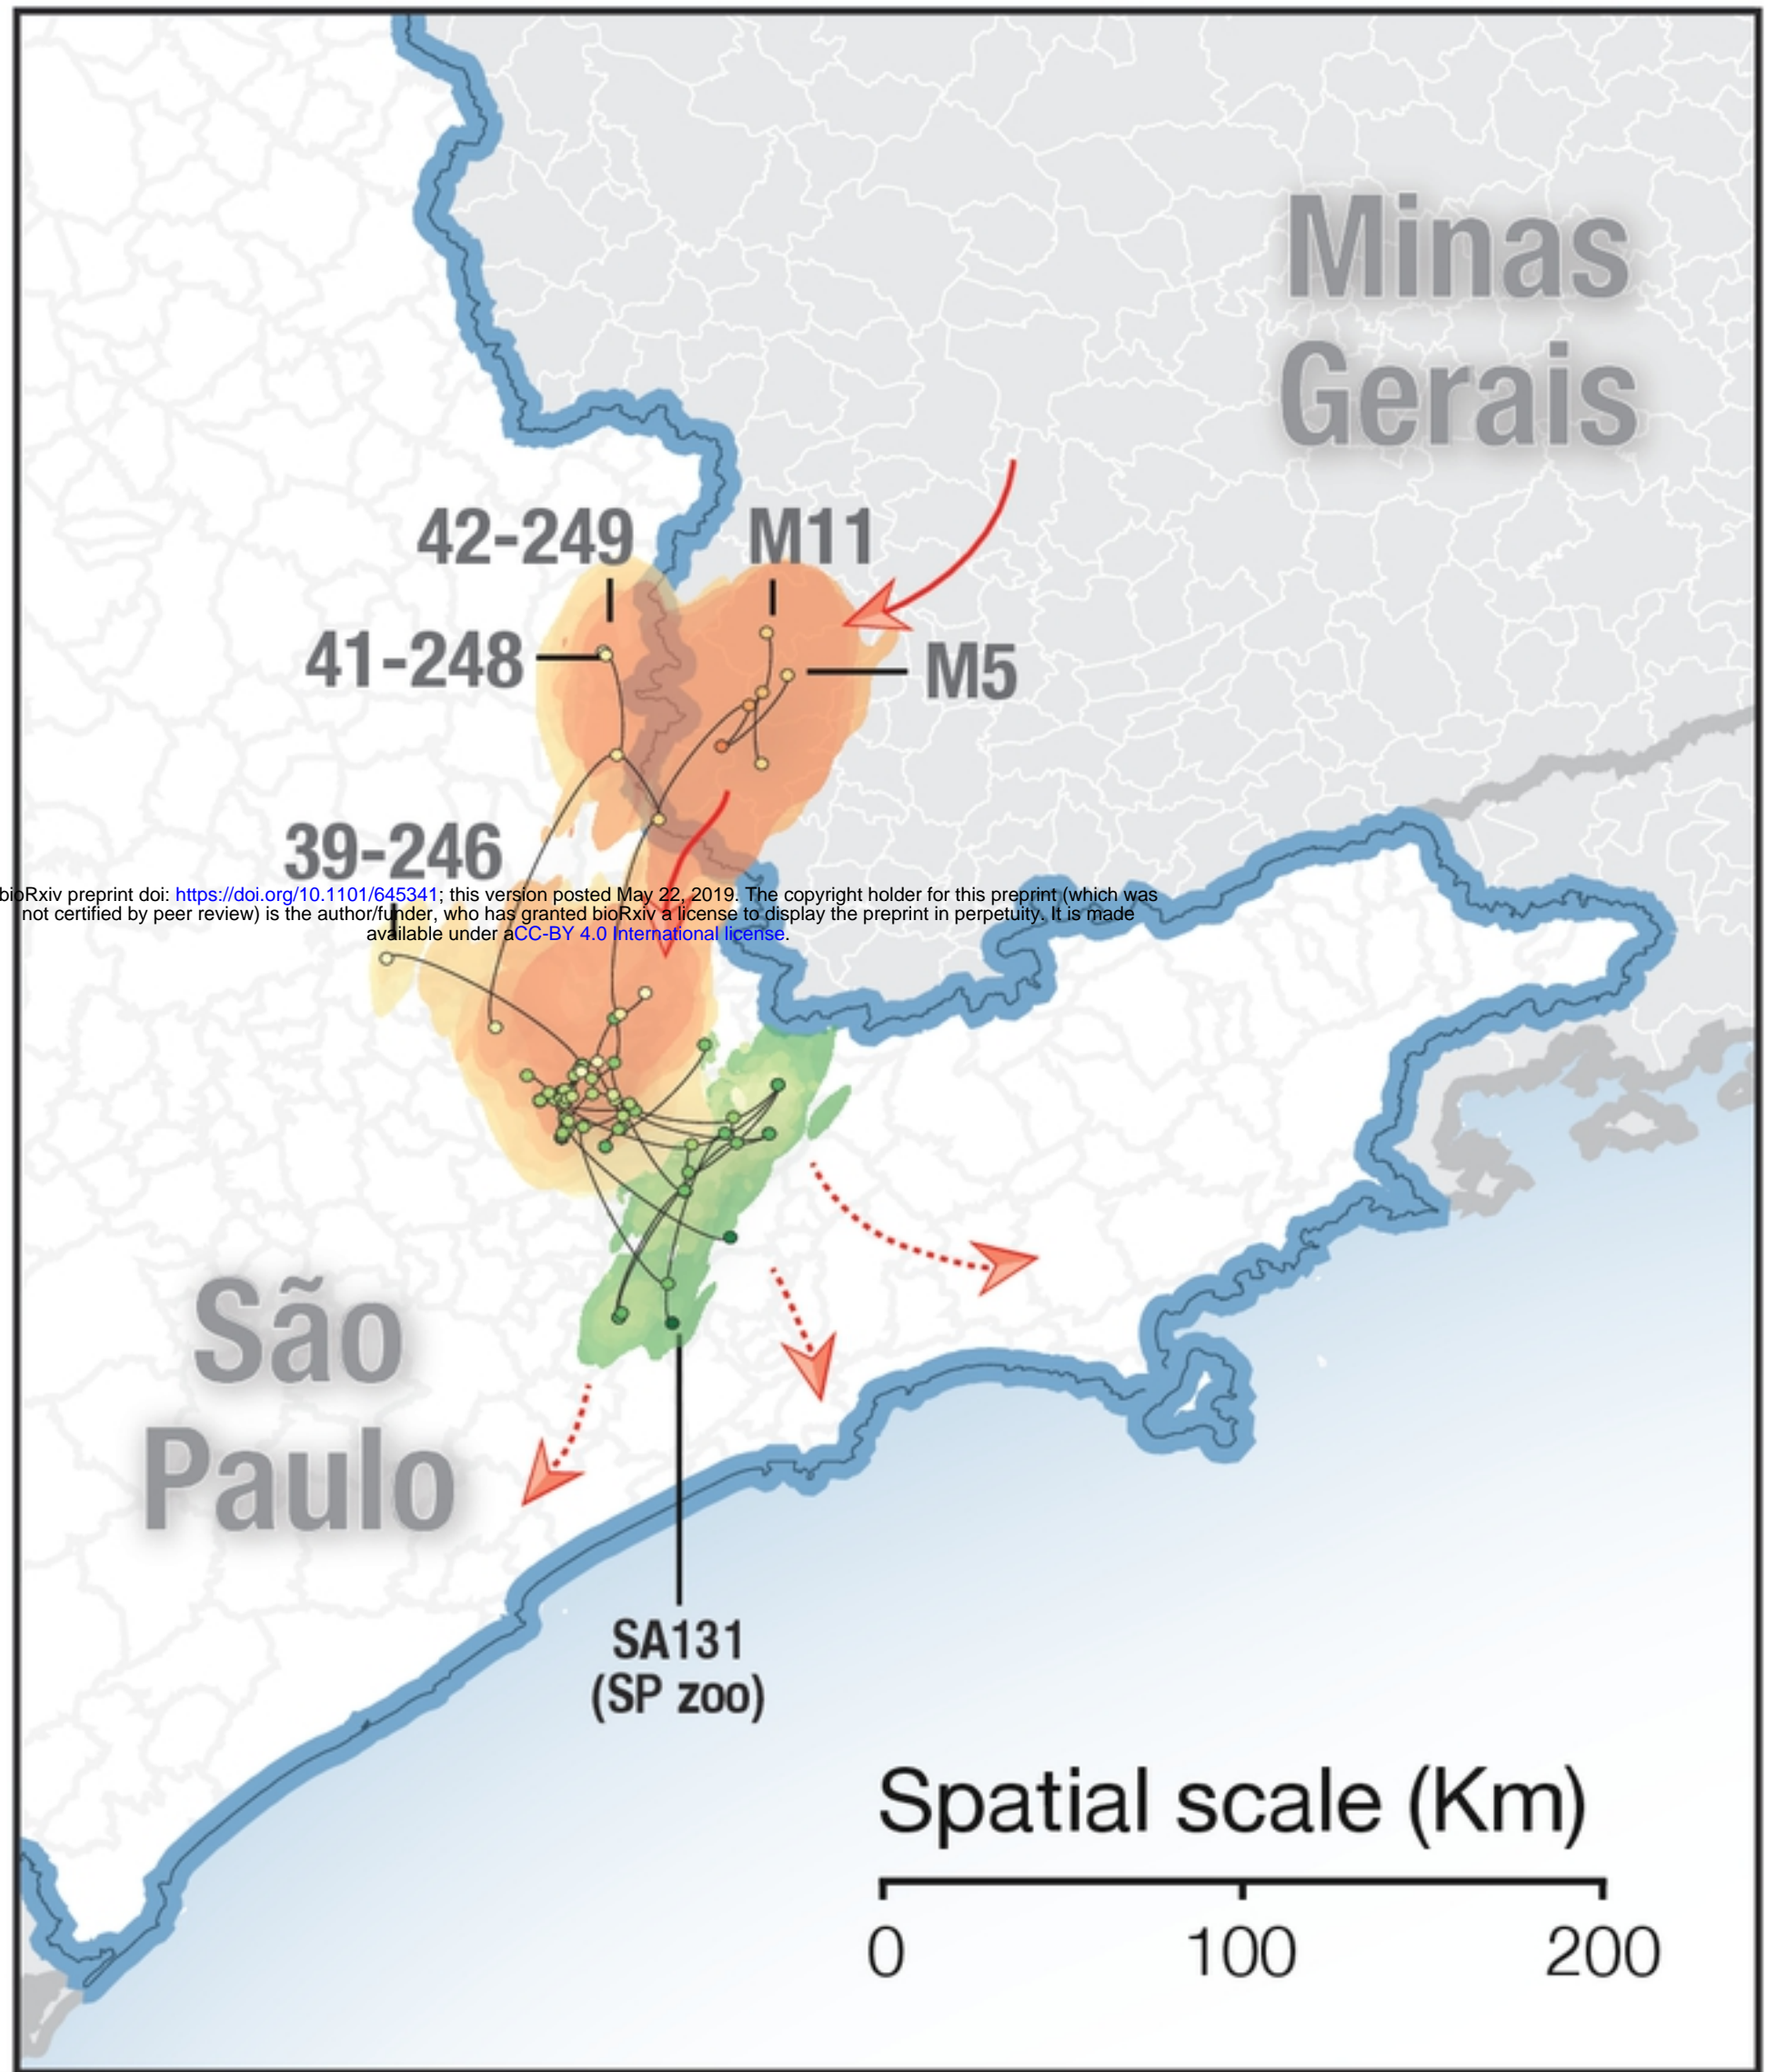 Minas
Gerais
42-249
M11
41-248
M5
39-246
bioRxiv preprint doi: https://doi.org/10.1101/645341; this version posted May 22, 2019. The copyright holder for this preprint (which was
not certified by peer review) is the author/funder, who has granted bioRxiv a license to display the preprint in perpetuity. It is made
available under aCC-BY 4.0 International license.
São
Paulo
SA131
(SP zoo)
Spatial scale (Km)
0 100 200